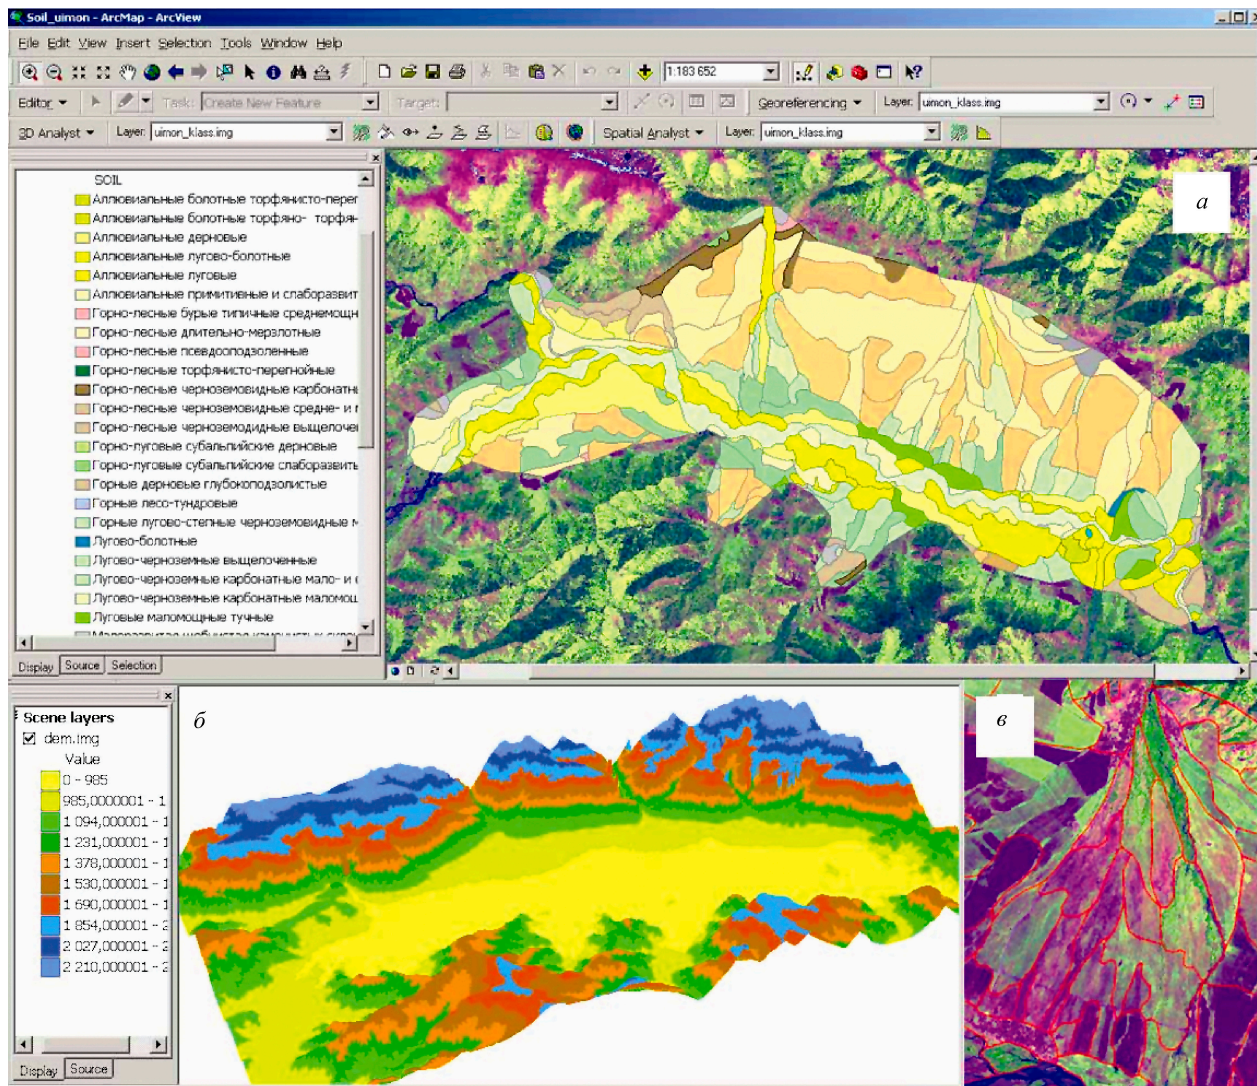 Soil_uimon - ArcMap - ArcView
File Edit View Insert Selection Tools Window Help
1:183 652
Editor Task: Create New Feature Target: Georeferencing Layer: uimon_klass.img
3D Analyst Layer: uimon_klass.img Spatial Analyst Layer: uimon_klass.img
SOIL
Аллювиальные болотные торфянисто-перег
Аллювиальные болотные торфяно- торфян
Аллювиальные дерновые
Аллювиальные лугово-болотные
Аллювиальные луговые
Аллювиальные примитивные и слаборазвит
Горно-лесные бурые типичные среднемощн
Горно-лесные длительно-мерзлотные
Горно-лесные псевдооподзоленные
Горно-лесные торфянисто-перегнойные
Горно-лесные черноземовидные карбонатны
Горно-лесные черноземовидные средне- и
Горно-лесные черноземодидные выщелочен
Горно-луговые субальпийские дерновые
Горно-луговые субальпийские слаборазвить
Горные дерновые глубокоподзолистые
Горные лесо-тундровые
Горные лугово-степные черноземовидные м
Лугово-болотные
Лугово-черноземные выщелоченные
Лугово-черноземные карбонатные мало- и
Лугово-черноземные карбонатные маломощ
Луговые маломощные тучные
Display Source Selection
а
Scene layers
dem.img
Value
0 - 985
985,0000001 - 1
1 094,000001 - 1
1 231,000001 - 1
1 378,000001 - 1
1 530,000001 - 1
1 690,000001 - 1
1 854,000001 - 2
2 027,000001 - 2
2 210,000001 - 2
Display Source
б
в